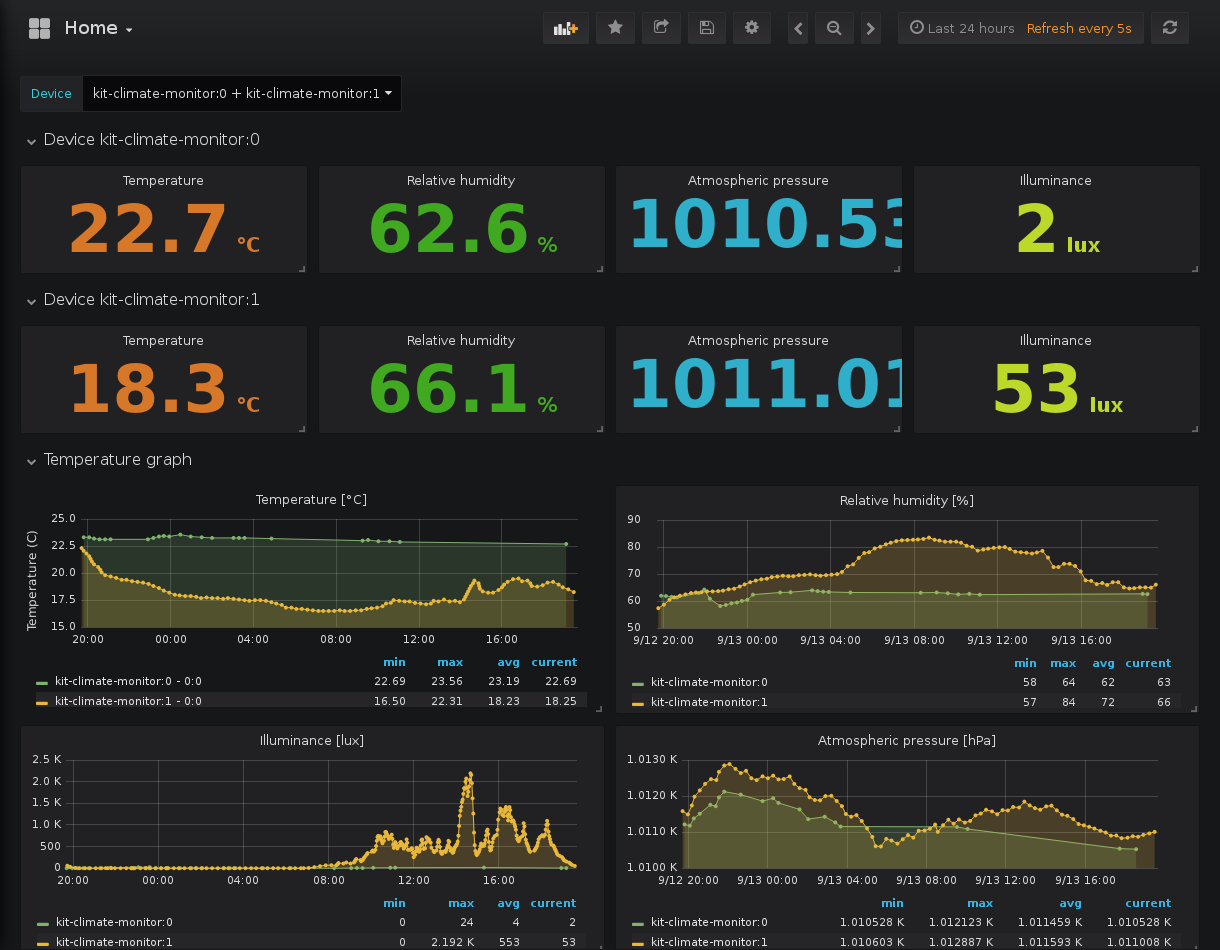 Home
Last 24 hours Refresh every 5s
Device kit-climate-monitor:0 + kit-climate-monitor:1
Device kit-climate-monitor:0
Temperature Relative humidity Atmospheric pressure Illuminance
22.7 °C 62.6 % 1010.53 2 lux
Device kit-climate-monitor:1
Temperature Relative humidity Atmospheric pressure Illuminance
18.3 °C 66.1 % 1011.01 53 lux
Temperature graph
Temperature [°C]
Temperature (C)
25.0
22.5
20.0
17.5
15.0
20:00 00:00 04:00 08:00 12:00 16:00
min max avg current
kit-climate-monitor:0 - 0:0 22.69 23.56 23.19 22.69
kit-climate-monitor:1 - 0:0 16.50 22.31 18.23 18.25
Relative humidity [%]
90
80
70
60
50
9/12 20:00 9/13 00:00 9/13 04:00 9/13 08:00 9/13 12:00 9/13 16:00
min max avg current
kit-climate-monitor:0 58 64 62 63
kit-climate-monitor:1 57 84 72 66
Illuminance [lux]
2.5 K
2.0 K
1.5 K
1.0 K
500
0
20:00 00:00 04:00 08:00 12:00 16:00
min max avg current
kit-climate-monitor:0 0 24 4 2
kit-climate-monitor:1 0 2.192 K 553 53
Atmospheric pressure [hPa]
1.0130 K
1.0120 K
1.0110 K
1.0100 K
9/12 20:00 9/13 00:00 9/13 04:00 9/13 08:00 9/13 12:00 9/13 16:00
min max avg current
kit-climate-monitor:0 1.010528 K 1.012123 K 1.011459 K 1.010528 K
kit-climate-monitor:1 1.010603 K 1.012887 K 1.011593 K 1.011008 K